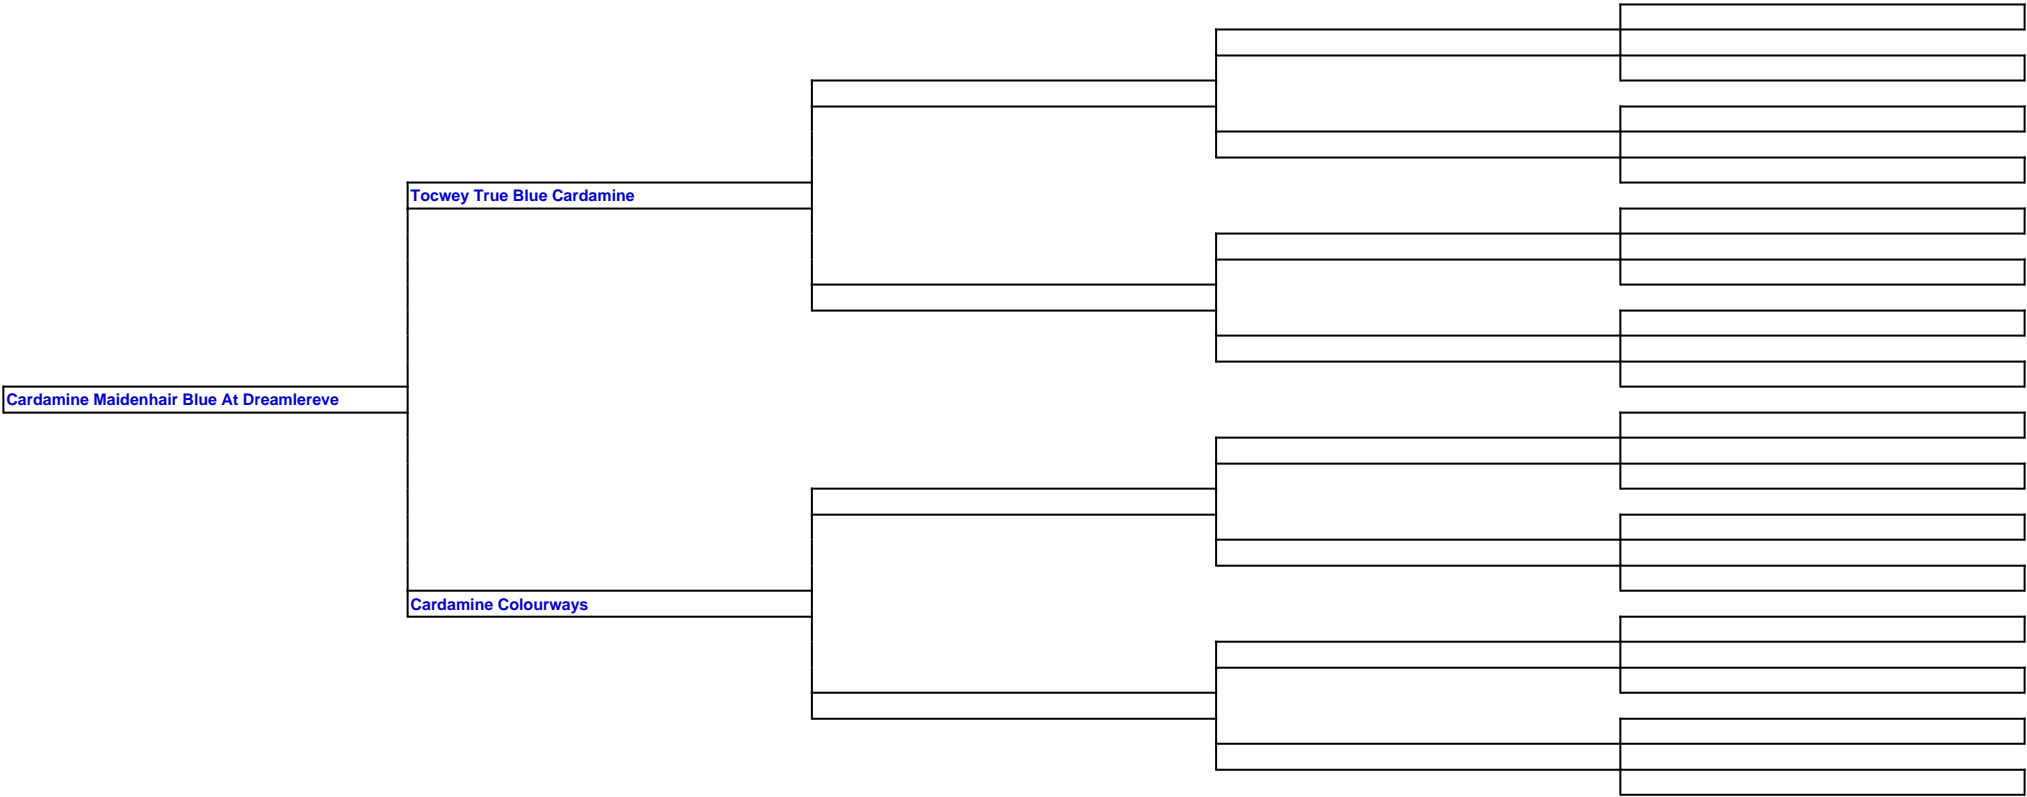 Tocwey True Blue Cardamine
Cardamine Maidenhair Blue At Dreamlereve
Cardamine Colourways